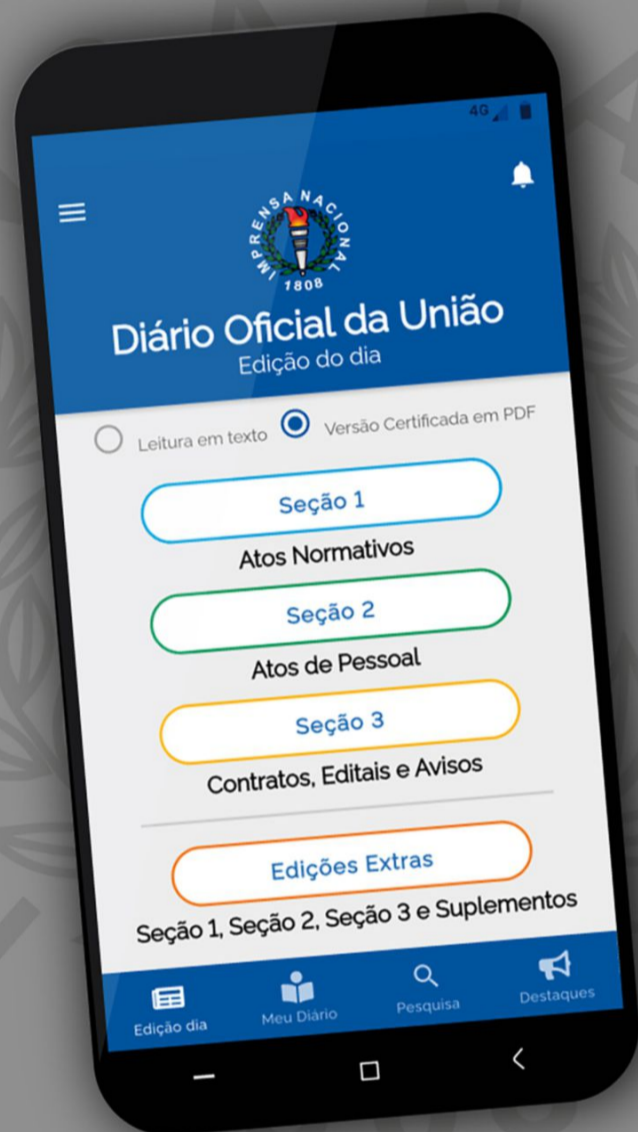 4G
IMPRENSA NACIONAL
1808
Diário Oficial da União
Edição do dia
Leitura em texto Versão Certificada em PDF
Seção 1
Atos Normativos
Seção 2
Atos de Pessoal
Seção 3
Contratos, Editais e Avisos
Edições Extras
Seção 1, Seção 2, Seção 3 e Suplementos
Edição dia Meu Diário Pesquisa Destaques